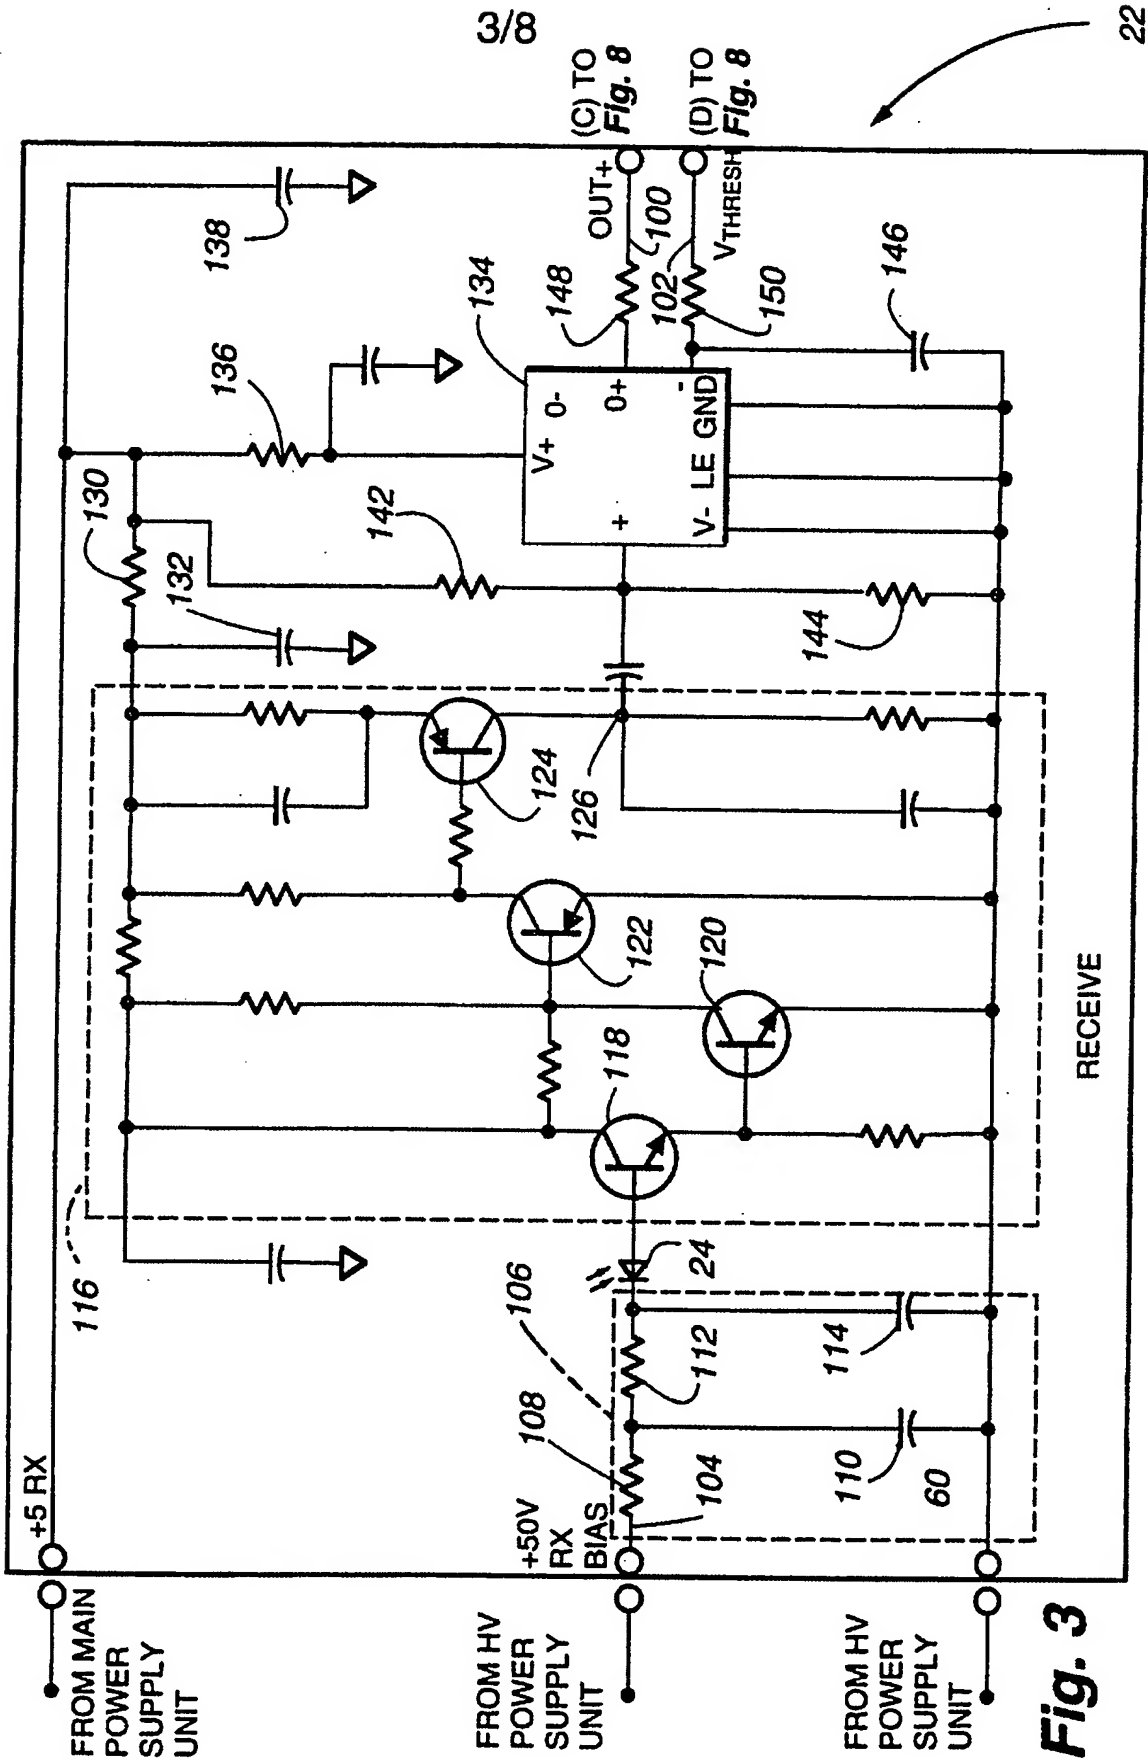 3/8
22
+5 RX
FROM MAIN
POWER
SUPPLY
UNIT
116
130
132
136
138
106
108
104
+50V
RX
BIAS
FROM HV
POWER
SUPPLY
UNIT
112
24
118
120
122
124
126
142
134
V+
O-
+
O+
-
V- LE GND
148
OUT+
100
(C) TO
Fig. 8
102
VTHRESH
(D) TO
Fig. 8
150
146
144
110
114
60
FROM HV
POWER
SUPPLY
UNIT
RECEIVE
Fig. 3